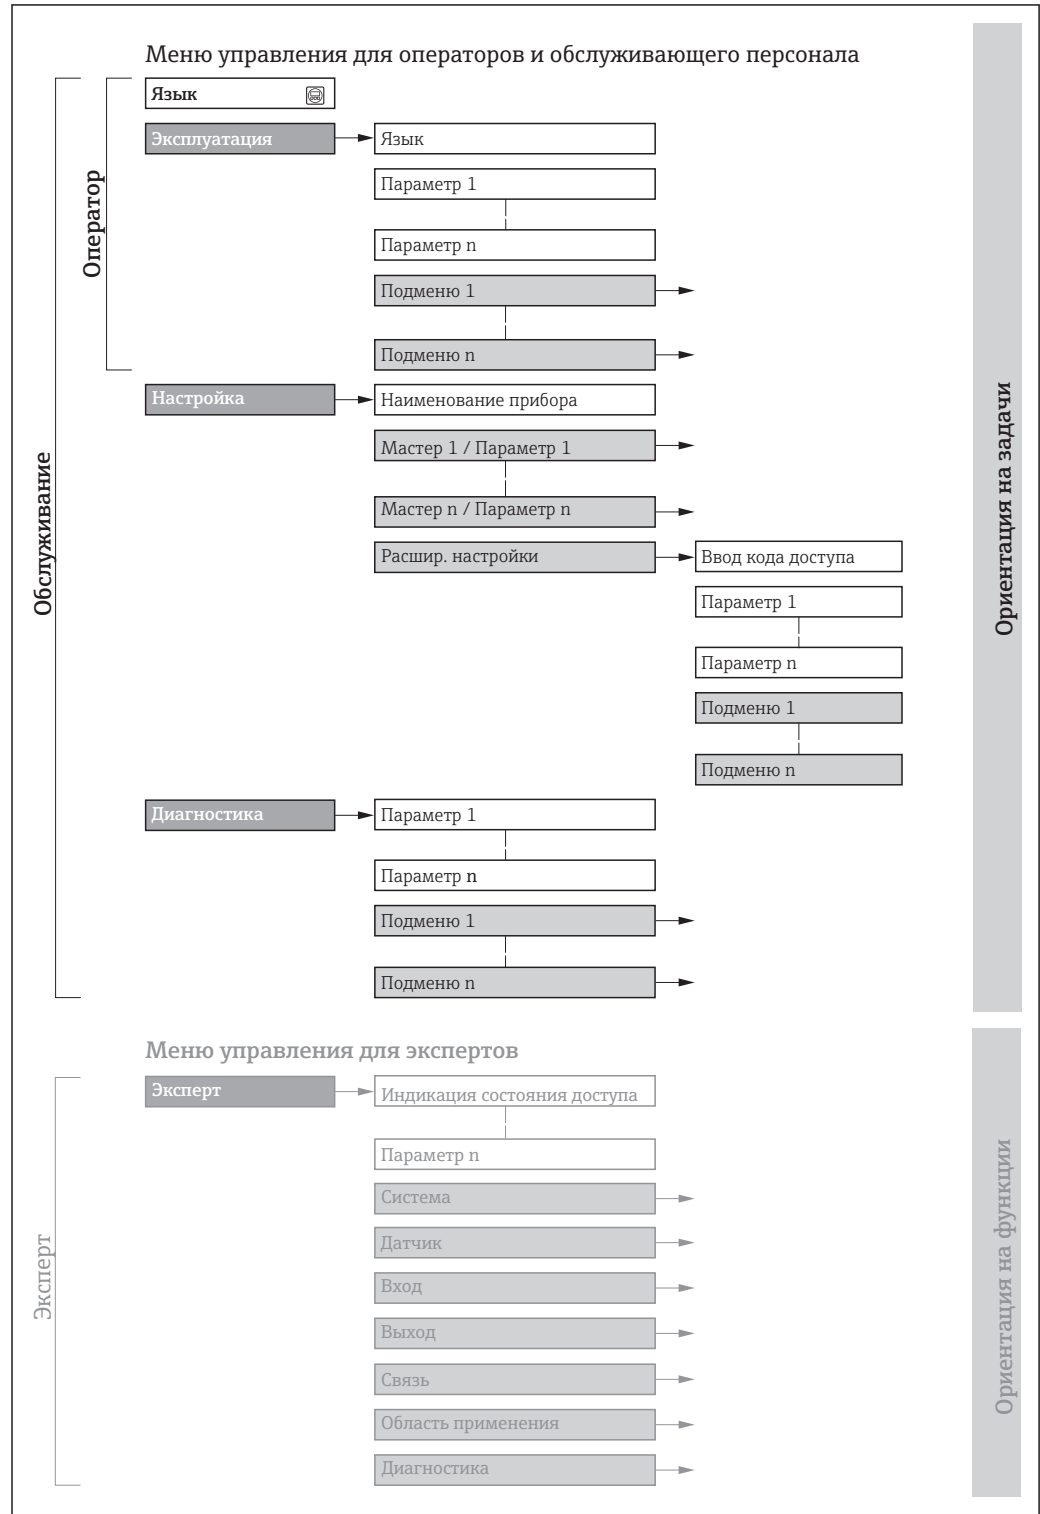 Меню управления для операторов и обслуживающего персонала
Язык
Эксплуатация
Язык
Параметр 1
Параметр n
Подменю 1
Подменю n
Оператор
Настройка
Наименование прибора
Мастер 1 / Параметр 1
Мастер n / Параметр n
Расшир. настройки
Ввод кода доступа
Параметр 1
Параметр n
Подменю 1
Подменю n
Обслуживание
Диагностика
Параметр 1
Параметр n
Подменю 1
Подменю n
Ориентация на задачи
Меню управления для экспертов
Эксперт
Индикация состояния доступа
Параметр n
Система
Датчик
Вход
Выход
Связь
Область применения
Диагностика
Эксперт
Ориентация на функции